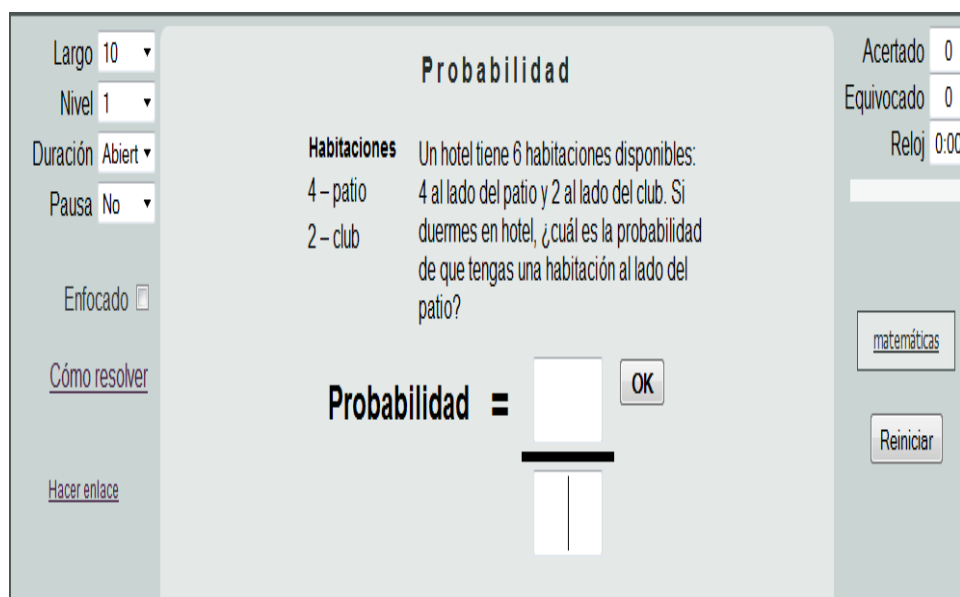 Largo 10
Nivel 1
Duración Abiert
Pausa No
Enfocado
Cómo resolver
Hacer enlace
Probabilidad
Habitaciones
4 – patio
2 – club
Un hotel tiene 6 habitaciones disponibles:
4 al lado del patio y 2 al lado del club. Si
duermes en hotel, ¿cuál es la probabilidad
de que tengas una habitación al lado del
patio?
Probabilidad =
OK
Acertado 0
Equivocado 0
Reloj 0:00
matemáticas
Reiniciar